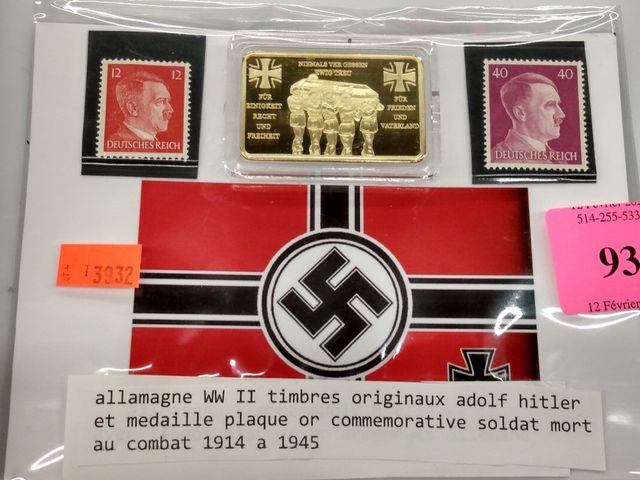 12 12
DEUTSCHES REICH
NIEMALS VERGESSEN
EWIG TREU
FÜR
EINIGKEIT
RECHT
UND
FREIHEIT
FÜR
FRIEDEN
UND
VATERLAND
40 40
DEUTSCHES REICH
3932
514-255-533
93
12 Février
allamagne WW II timbres originaux adolf hitler
et medaille plaque or commemorative soldat mort
au combat 1914 a 1945